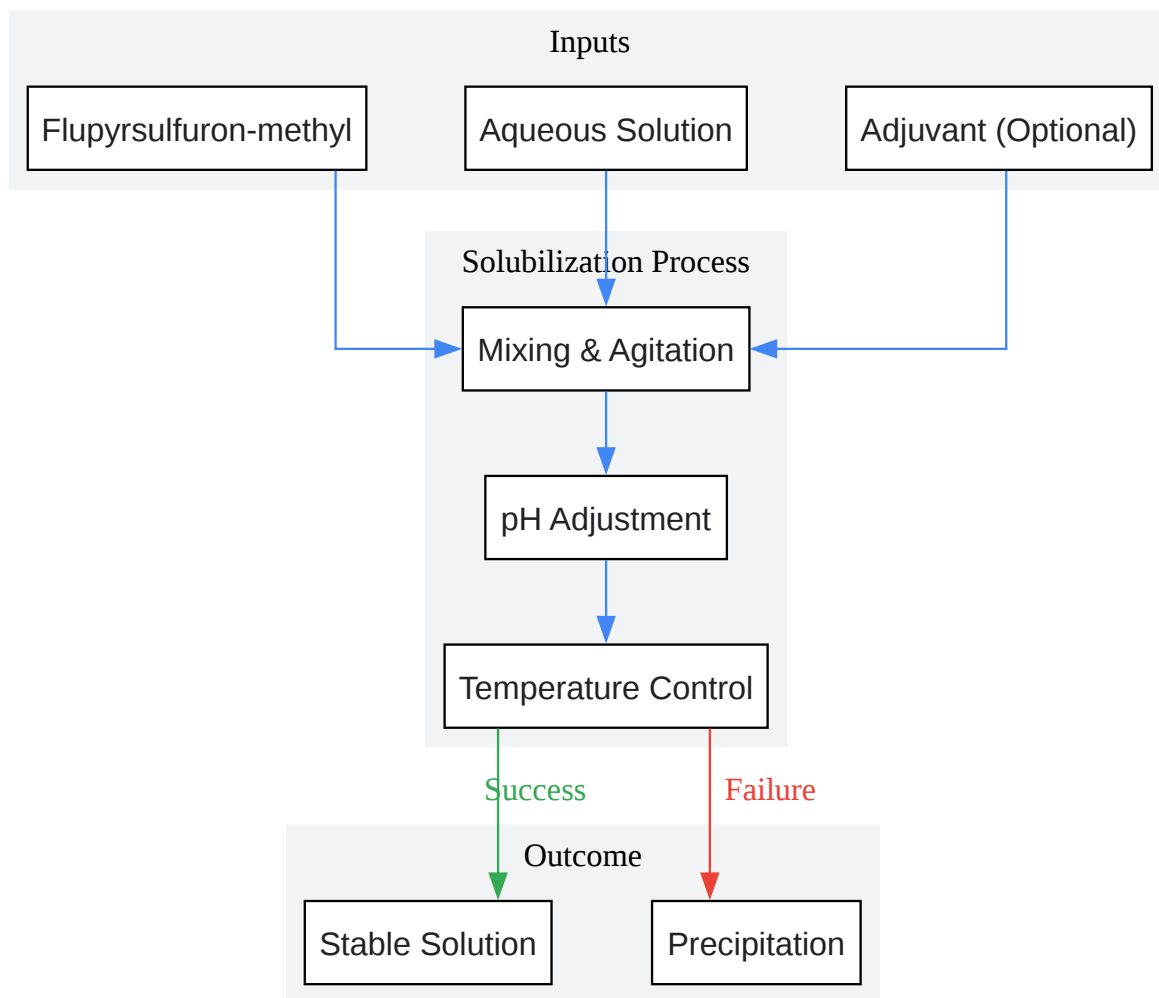 Inputs
Flupyrsulfuron-methyl
Aqueous Solution
Adjuvant (Optional)
Solubilization Process
Mixing & Agitation
pH Adjustment
Temperature Control
Success
Failure
Outcome
Stable Solution
Precipitation